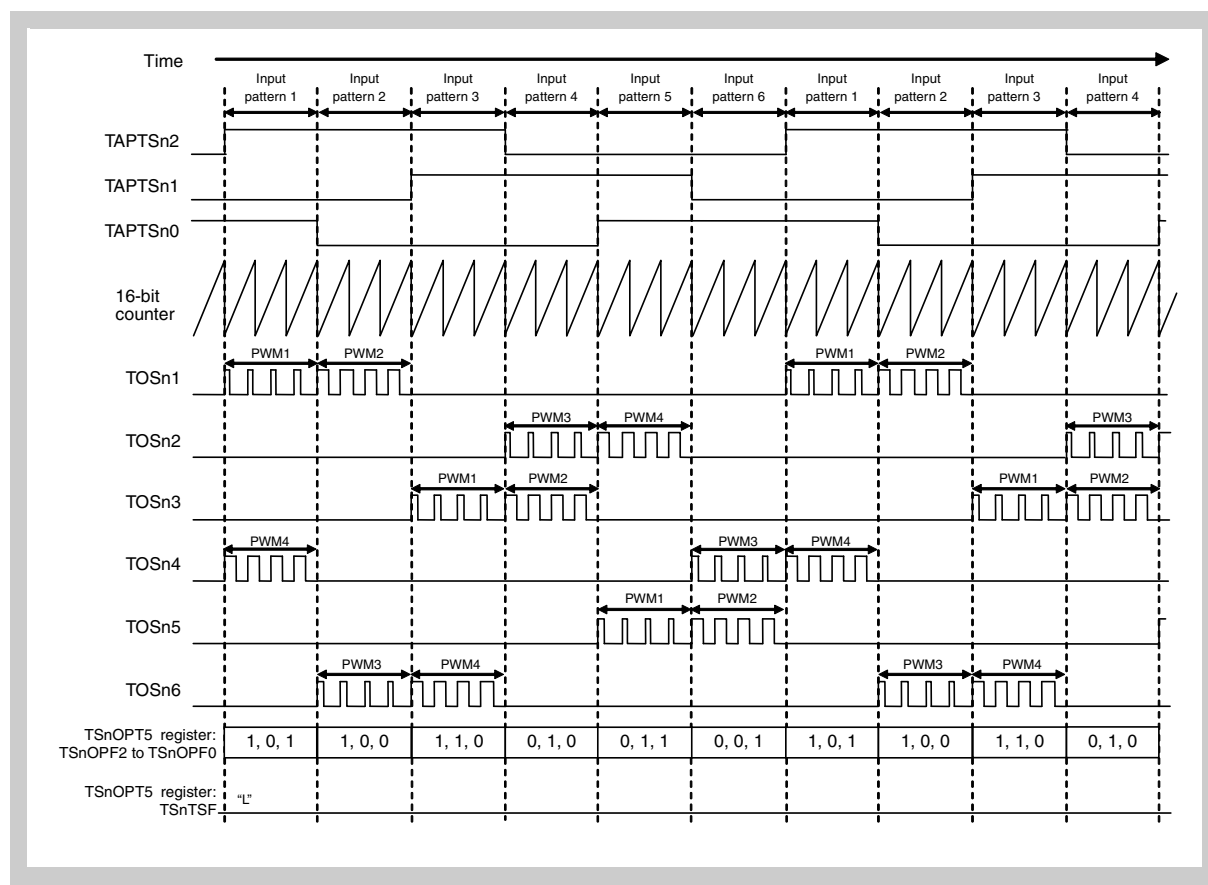 Time
Input pattern 1
Input pattern 2
Input pattern 3
Input pattern 4
Input pattern 5
Input pattern 6
Input pattern 1
Input pattern 2
Input pattern 3
Input pattern 4
TAPTSn2
TAPTSn1
TAPTSn0
16-bit
counter
PWM1 PWM2 PWM1 PWM2
TOSn1
PWM3 PWM4 PWM3
TOSn2
PWM1 PWM2 PWM1 PWM2
TOSn3
PWM4 PWM3 PWM4
TOSn4
PWM1 PWM2
TOSn5
PWM3 PWM4 PWM3 PWM4
TOSn6
TSnOPT5 register:
TSnOPF2 to TSnOPF0
1, 0, 1 1, 0, 0 1, 1, 0 0, 1, 0 0, 1, 1 0, 0, 1 1, 0, 1 1, 0, 0 1, 1, 0 0, 1, 0
TSnOPT5 register:
TSnTSF
“L”